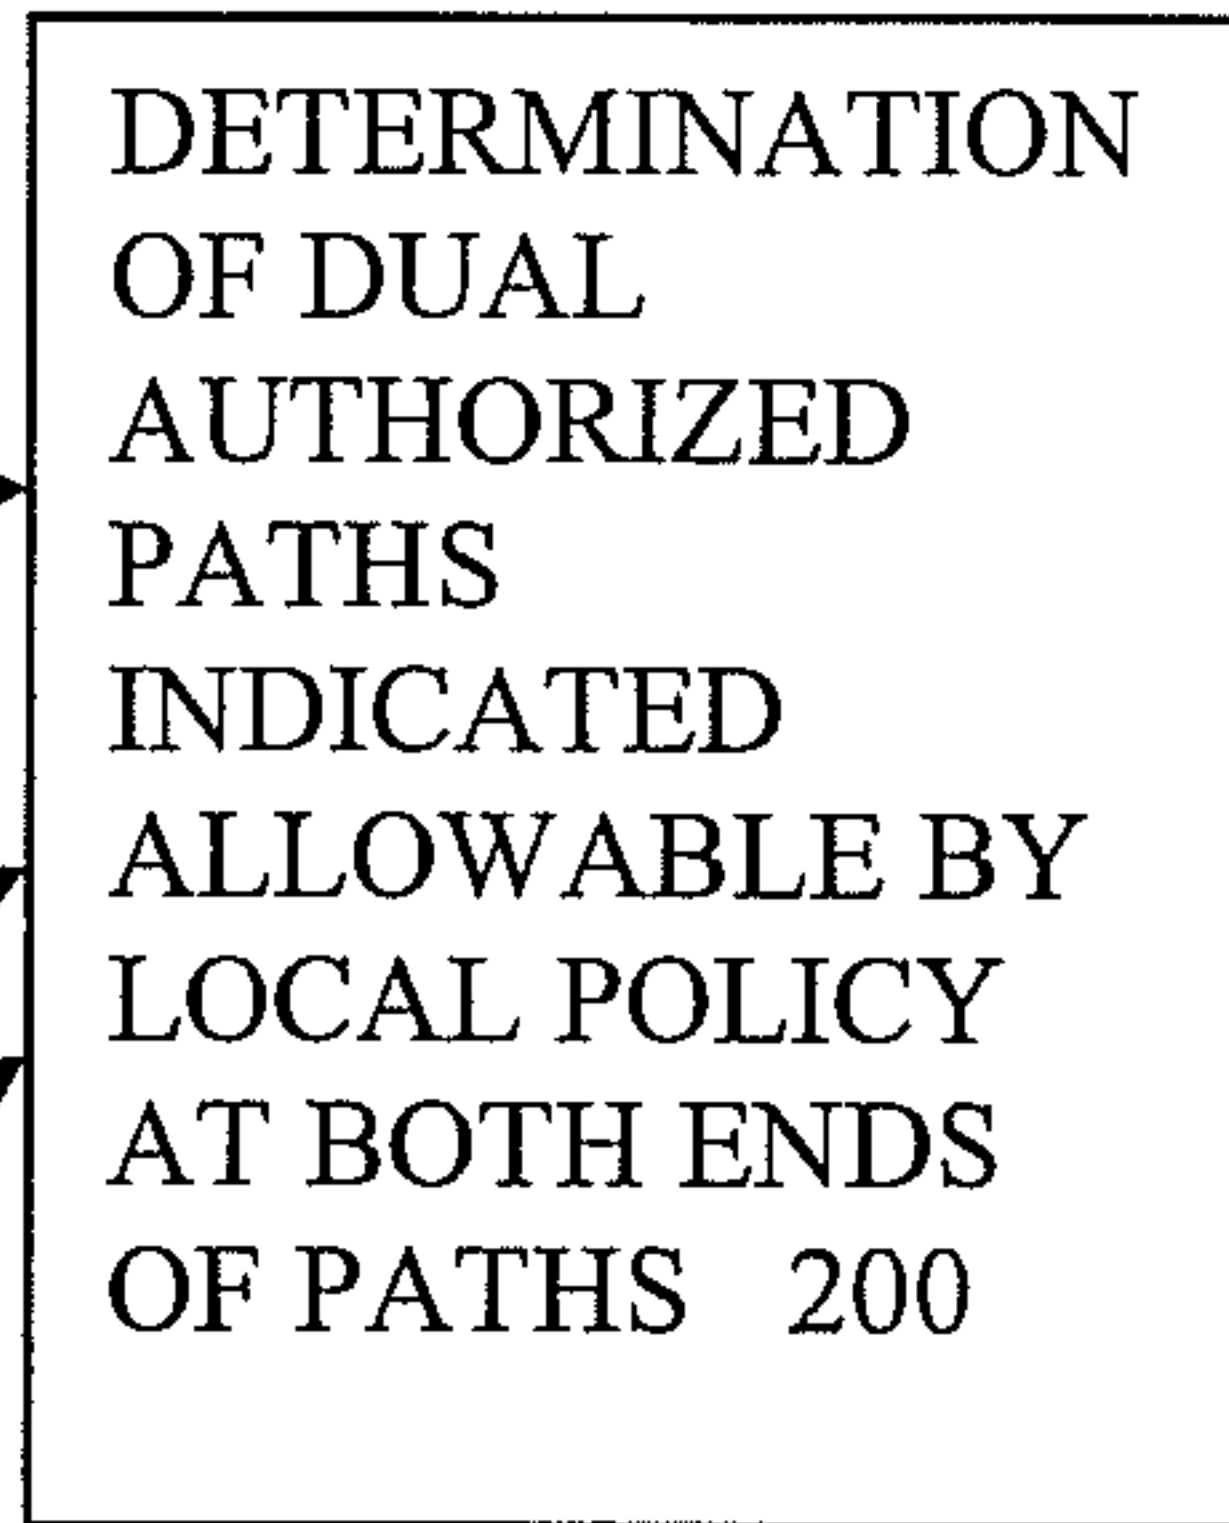 DETERMINATION
OF DUAL
AUTHORIZED
PATHS
INDICATED
ALLOWABLE BY
LOCAL POLICY
AT BOTH ENDS
OF PATHS 200